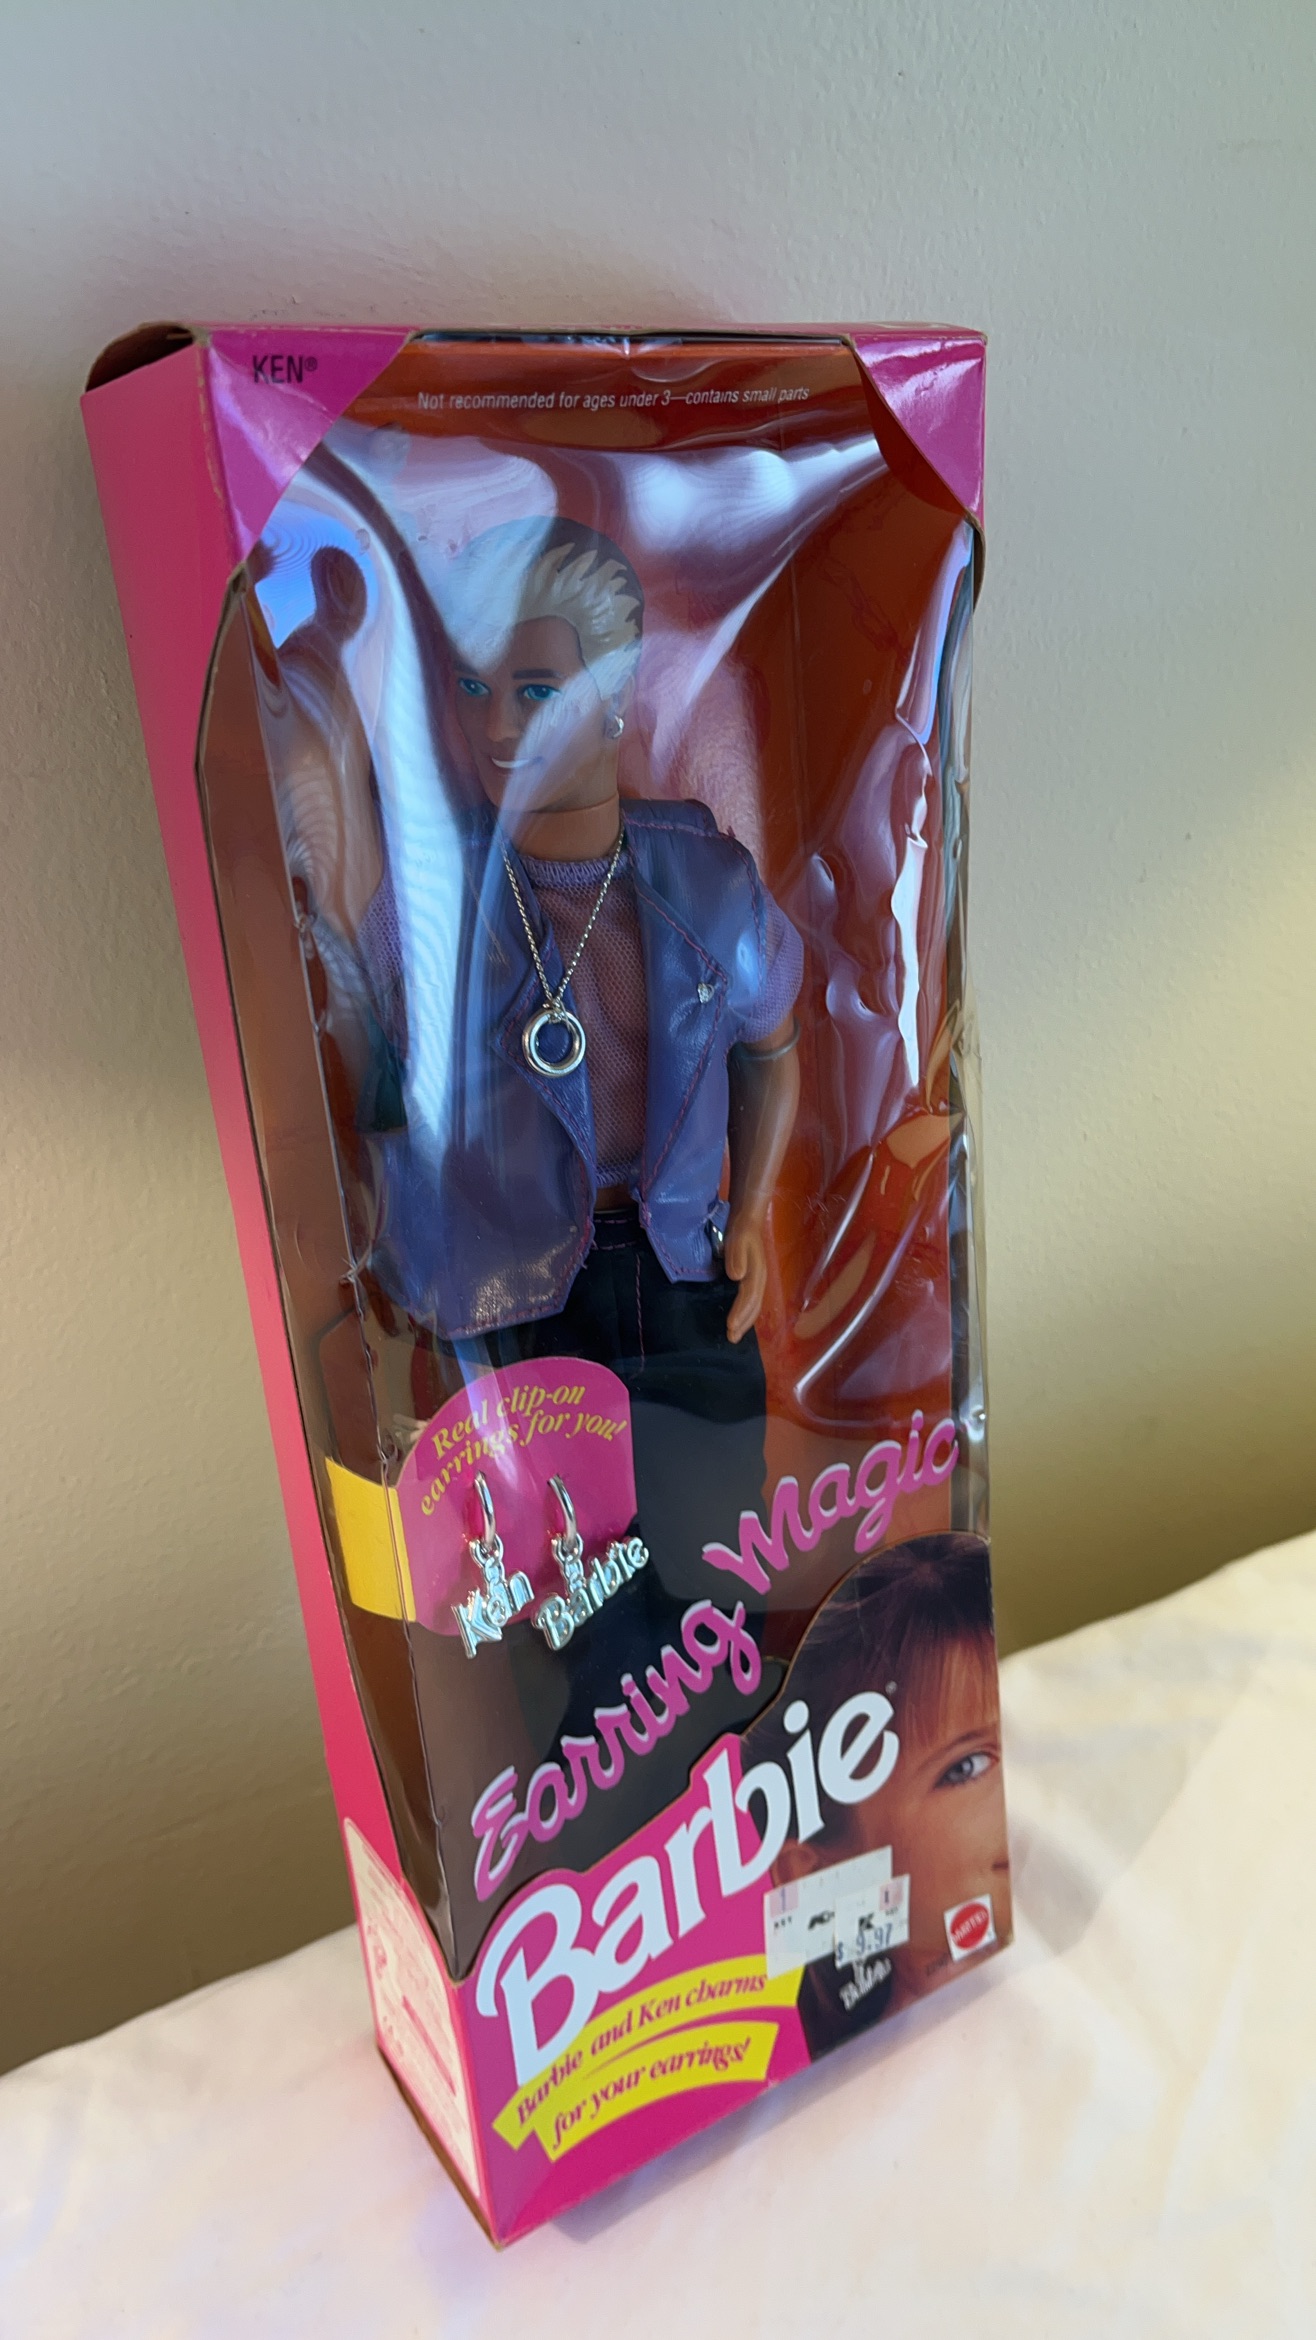 KEN®
Not recommended for ages under 3—contains small parts
Real clip-on
earrings for you!
Ken
Barbie
Earring Magic
Barbie®
$ 9.97
Barbie and Ken charms
for your earrings!
MATTEL